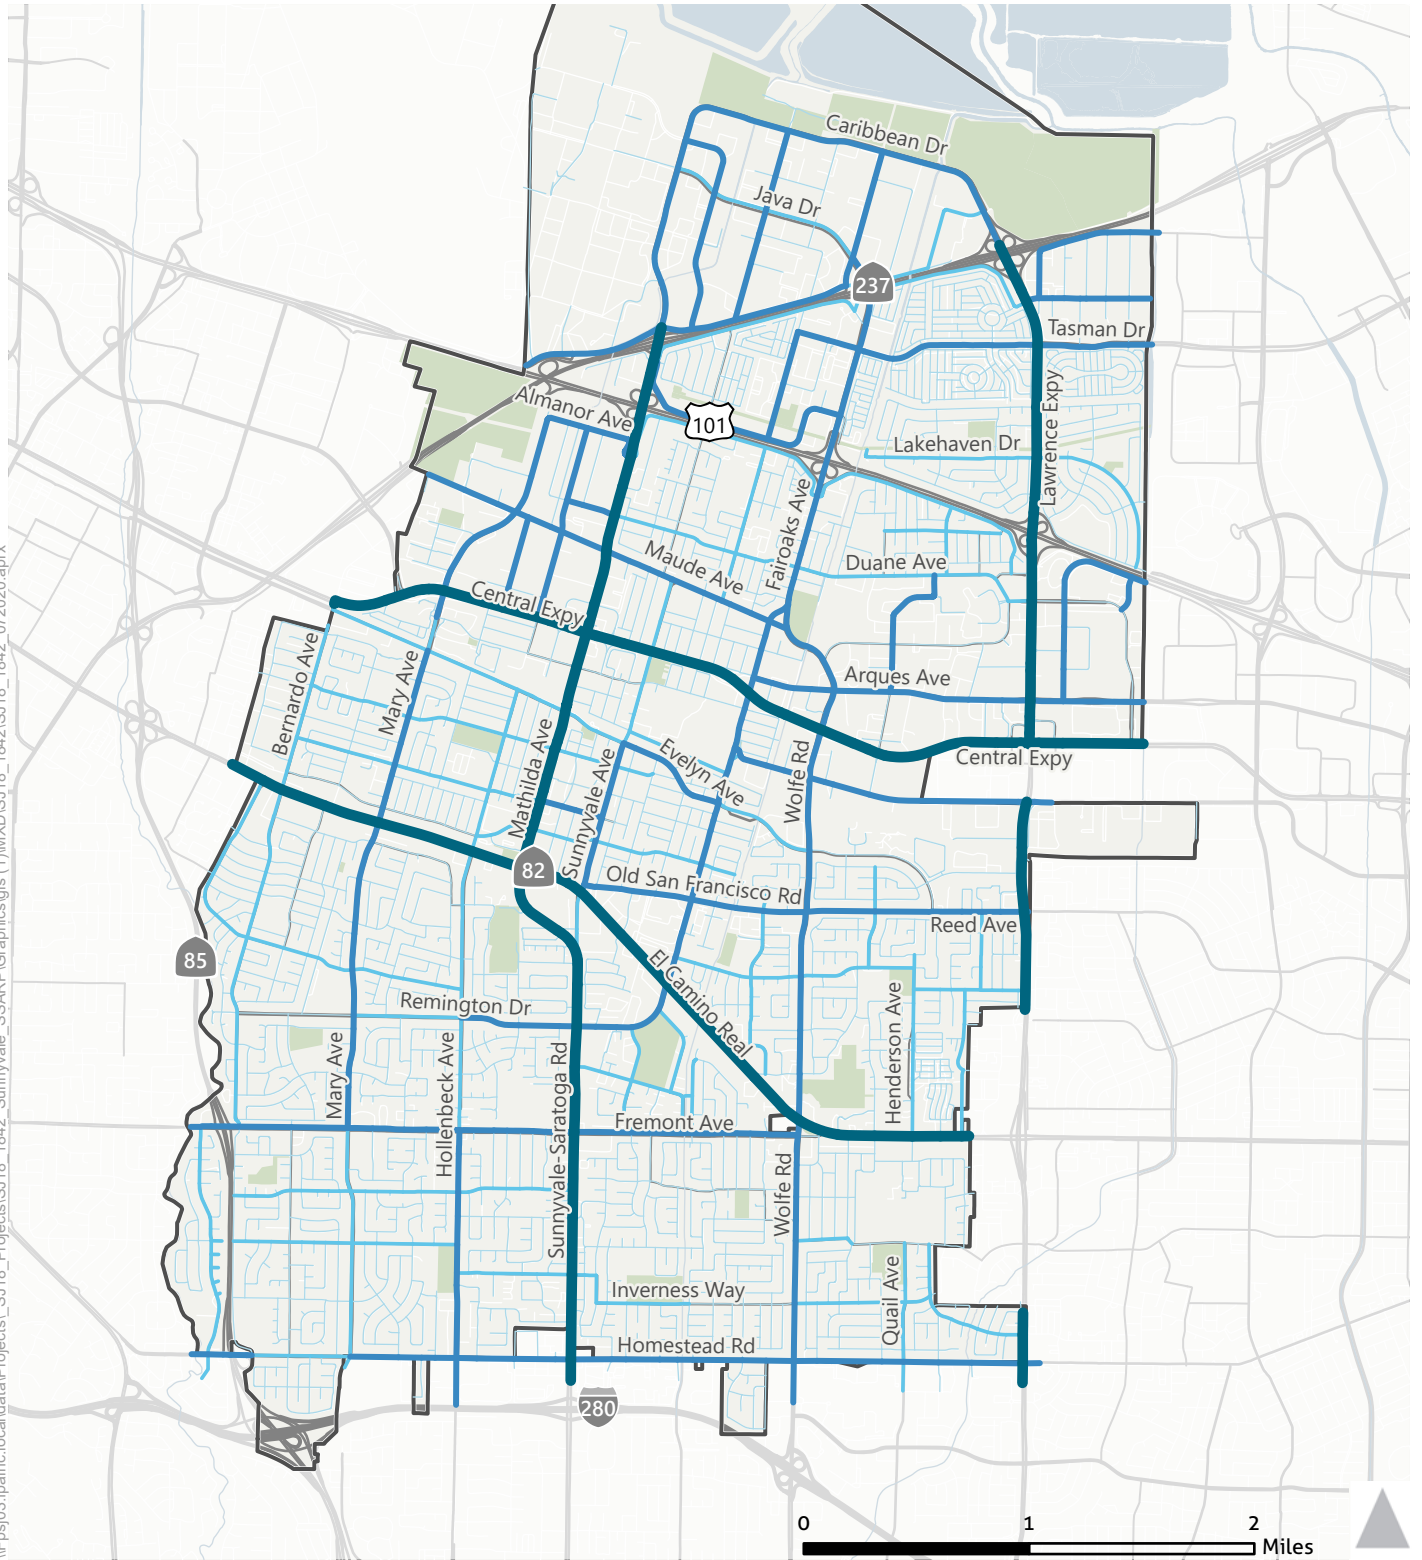 Caribbean Dr
Java Dr
237
Tasman Dr
Almanor Ave
101
Lawrence Expy
Lakehaven Dr
Fairoaks Ave
Maude Ave
Duane Ave
Central Expy
Bernardo Ave
Mary Ave
Arques Ave
Mathilda Ave
Sunnyvale Ave
Evelyn Ave
Wolfe Rd
Central Expy
82
Old San Francisco Rd
Reed Ave
85
El Camino Real
Remington Dr
Henderson Ave
Mary Ave
Hollenbeck Ave
Sunnyvale-Saratoga Rd
Fremont Ave
Wolfe Rd
Inverness Way
Quail Ave
Homestead Rd
280
0 1 2
Miles